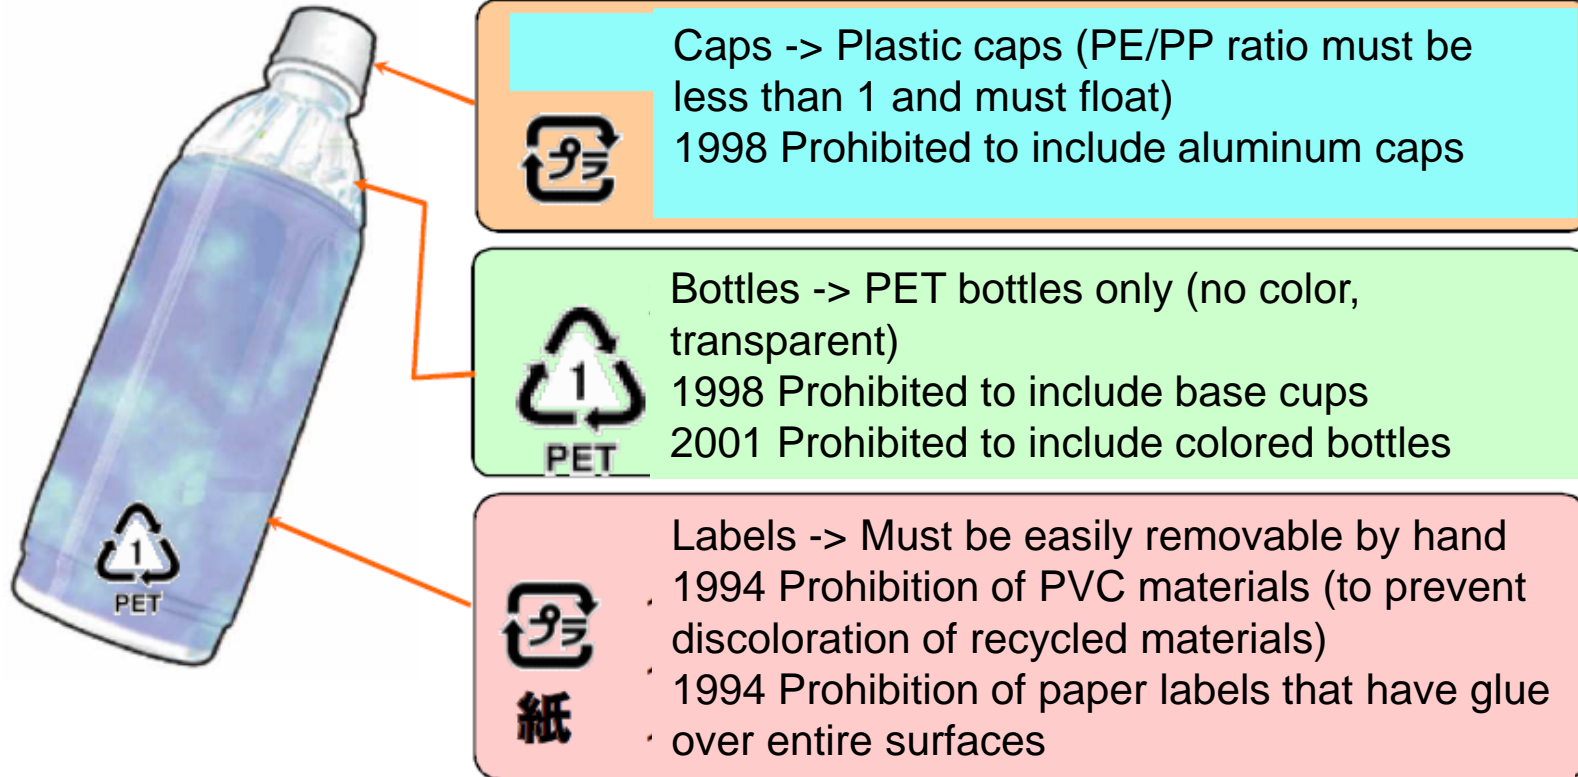 Caps -> Plastic caps (PE/PP ratio must be
less than 1 and must float)
1998 Prohibited to include aluminum caps
プラ
Bottles -> PET bottles only (no color,
transparent)
1998 Prohibited to include base cups
2001 Prohibited to include colored bottles
1
PET
Labels -> Must be easily removable by hand
1994 Prohibition of PVC materials (to prevent
discoloration of recycled materials)
1994 Prohibition of paper labels that have glue
over entire surfaces
プラ
紙
1
PET